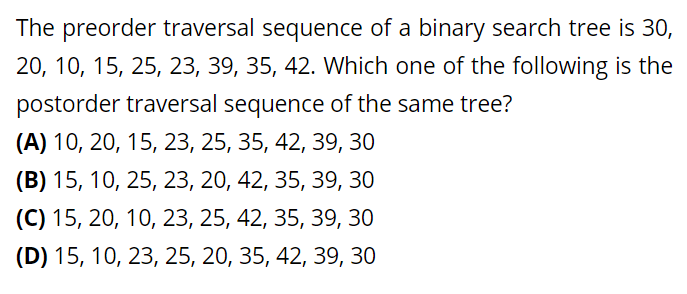 The preorder traversal sequence of a binary search tree is 30,
20, 10, 15, 25, 23, 39, 35, 42. Which one of the following is the
postorder traversal sequence of the same tree?
(A) 10, 20, 15, 23, 25, 35, 42, 39, 30
(B) 15, 10, 25, 23, 20, 42, 35, 39, 30
(C) 15, 20, 10, 23, 25, 42, 35, 39, 30
(D) 15, 10, 23, 25, 20, 35, 42, 39, 30